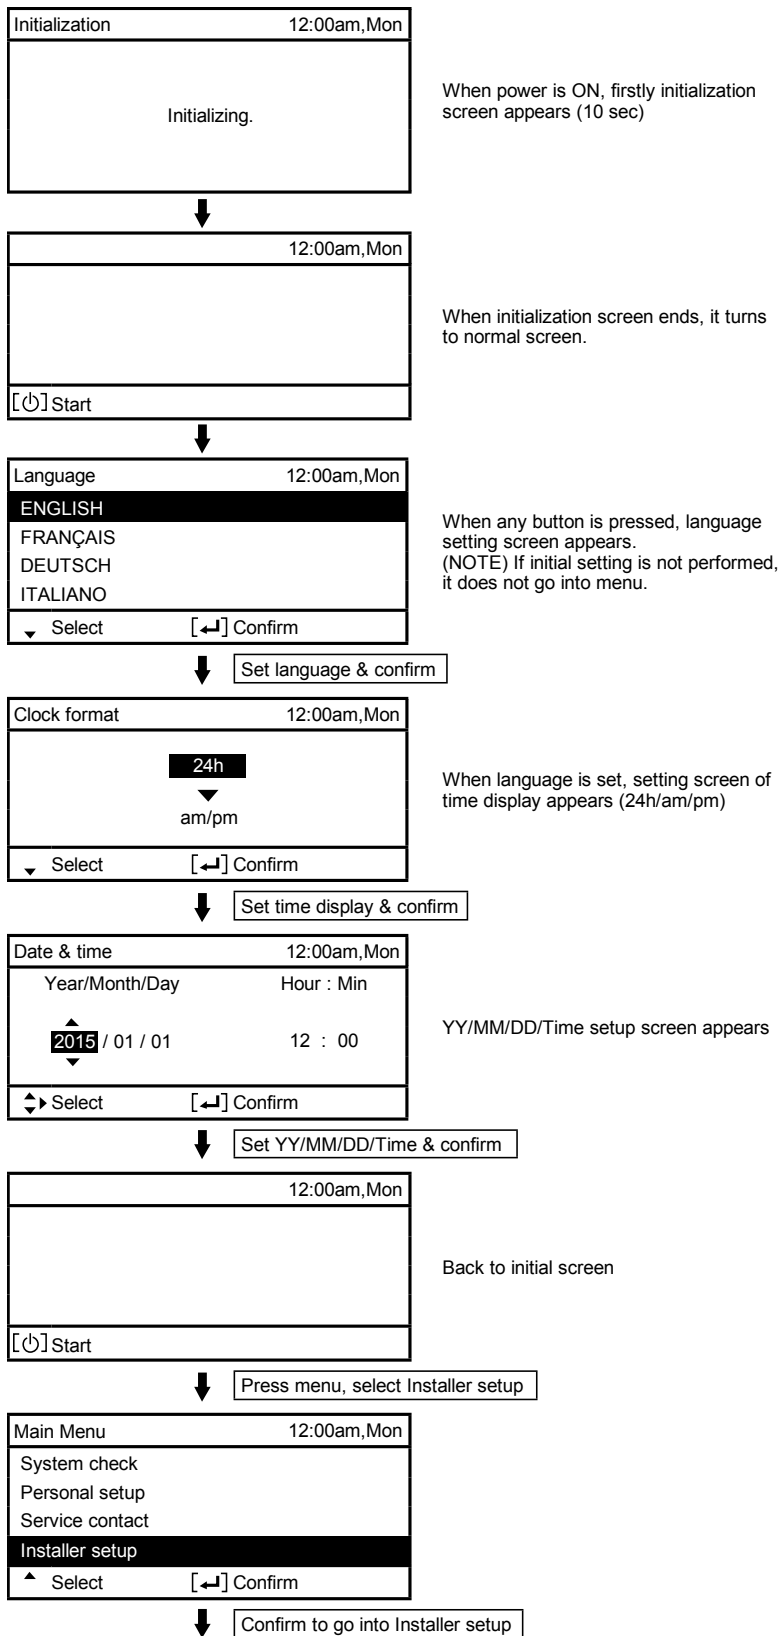 Initialization 12:00am,Mon
Initializing.
When power is ON, firstly initialization
screen appears (10 sec)
12:00am,Mon
When initialization screen ends, it turns
to normal screen.
[⏻] Start
Language 12:00am,Mon
ENGLISH
FRANÇAIS
DEUTSCH
ITALIANO
When any button is pressed, language
setting screen appears.
(NOTE) If initial setting is not performed,
it does not go into menu.
Select [↵] Confirm
Set language & confirm
Clock format 12:00am,Mon
24h
am/pm
When language is set, setting screen of
time display appears (24h/am/pm)
Select [↵] Confirm
Set time display & confirm
Date & time 12:00am,Mon
Year/Month/Day Hour : Min
2015 / 01 / 01 12 : 00
YY/MM/DD/Time setup screen appears
Select [↵] Confirm
Set YY/MM/DD/Time & confirm
12:00am,Mon
Back to initial screen
[⏻] Start
Press menu, select Installer setup
Main Menu 12:00am,Mon
System check
Personal setup
Service contact
Installer setup
Select [↵] Confirm
Confirm to go into Installer setup